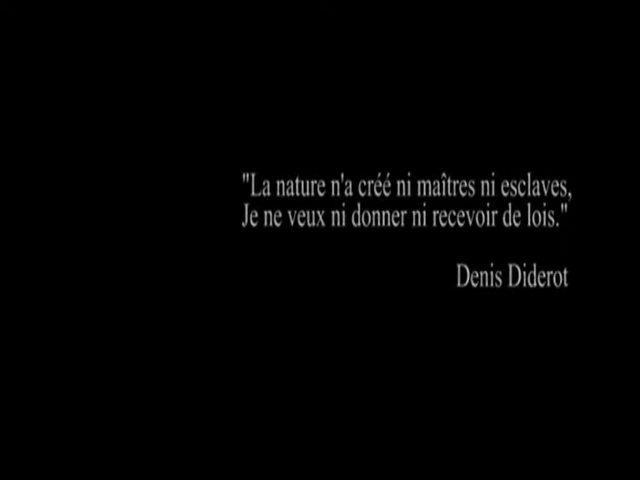 "La nature n'a créé ni maîtres ni esclaves,
Je ne veux ni donner ni recevoir de lois."
Denis Diderot